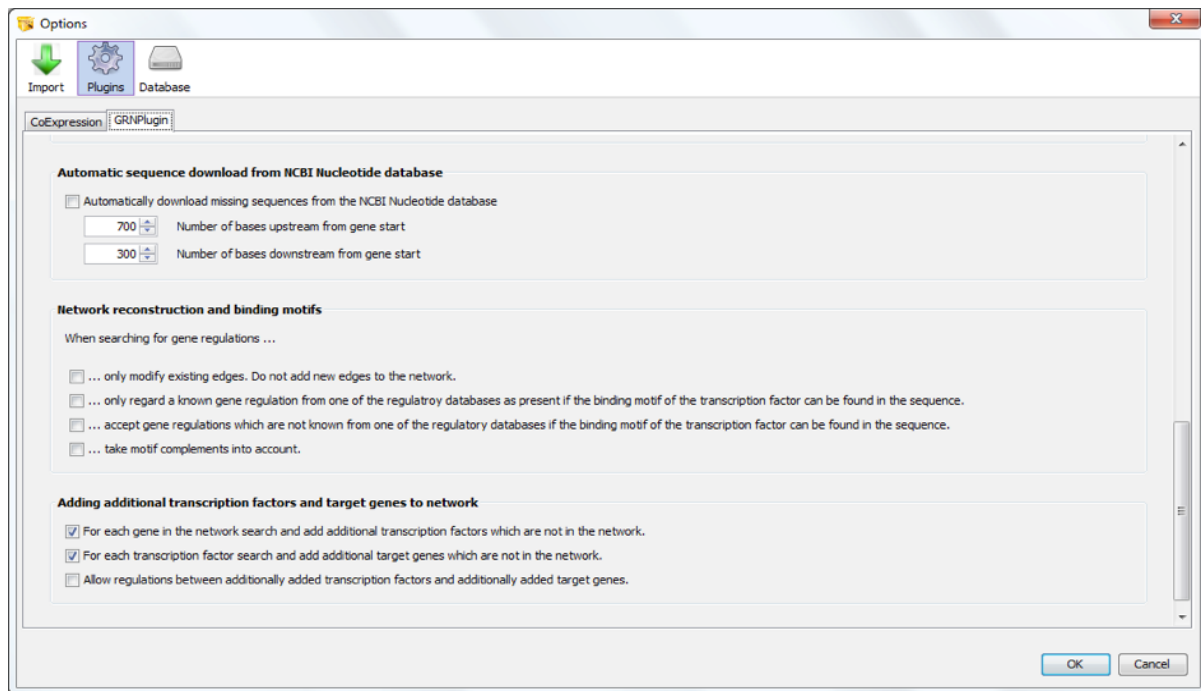 Options
Import
Plugins
Database
CoExpression
GRNPlugin
Automatic sequence download from NCBI Nucleotide database
Automatically download missing sequences from the NCBI Nucleotide database
700 Number of bases upstream from gene start
300 Number of bases downstream from gene start
Network reconstruction and binding motifs
When searching for gene regulations ...
... only modify existing edges. Do not add new edges to the network.
... only regard a known gene regulation from one of the regulatroy databases as present if the binding motif of the transcription factor can be found in the sequence.
... accept gene regulations which are not known from one of the regulatory databases if the binding motif of the transcription factor can be found in the sequence.
... take motif complements into account.
Adding additional transcription factors and target genes to network
For each gene in the network search and add additional transcription factors which are not in the network.
For each transcription factor search and add additional target genes which are not in the network.
Allow regulations between additionally added transcription factors and additionally added target genes.
OK
Cancel